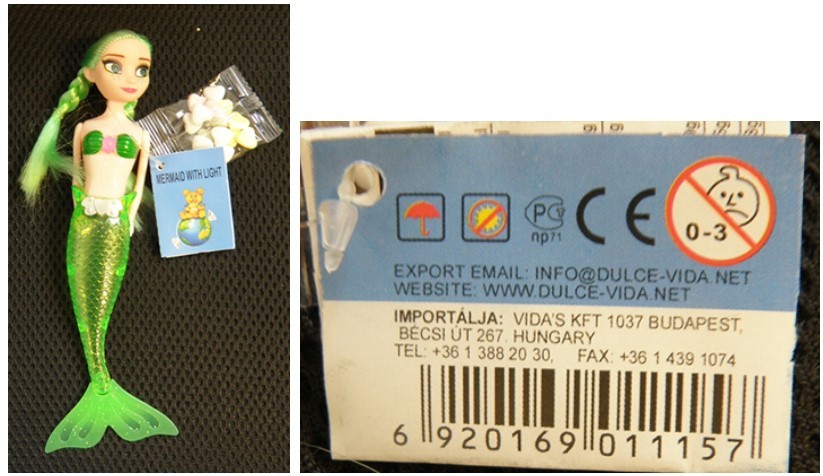 MERMAID WITH LIGHT
PG
np71
CE
0-3
EXPORT EMAIL: INFO@DULCE-VIDA.NET
WEBSITE: WWW.DULCE-VIDA.NET
IMPORTÁLJA: VIDA'S KFT 1037 BUDAPEST,
BÉCSI ÚT 267. HUNGARY
TEL: +36 1 388 20 30, FAX: +36 1 439 1074
6 920169 011157